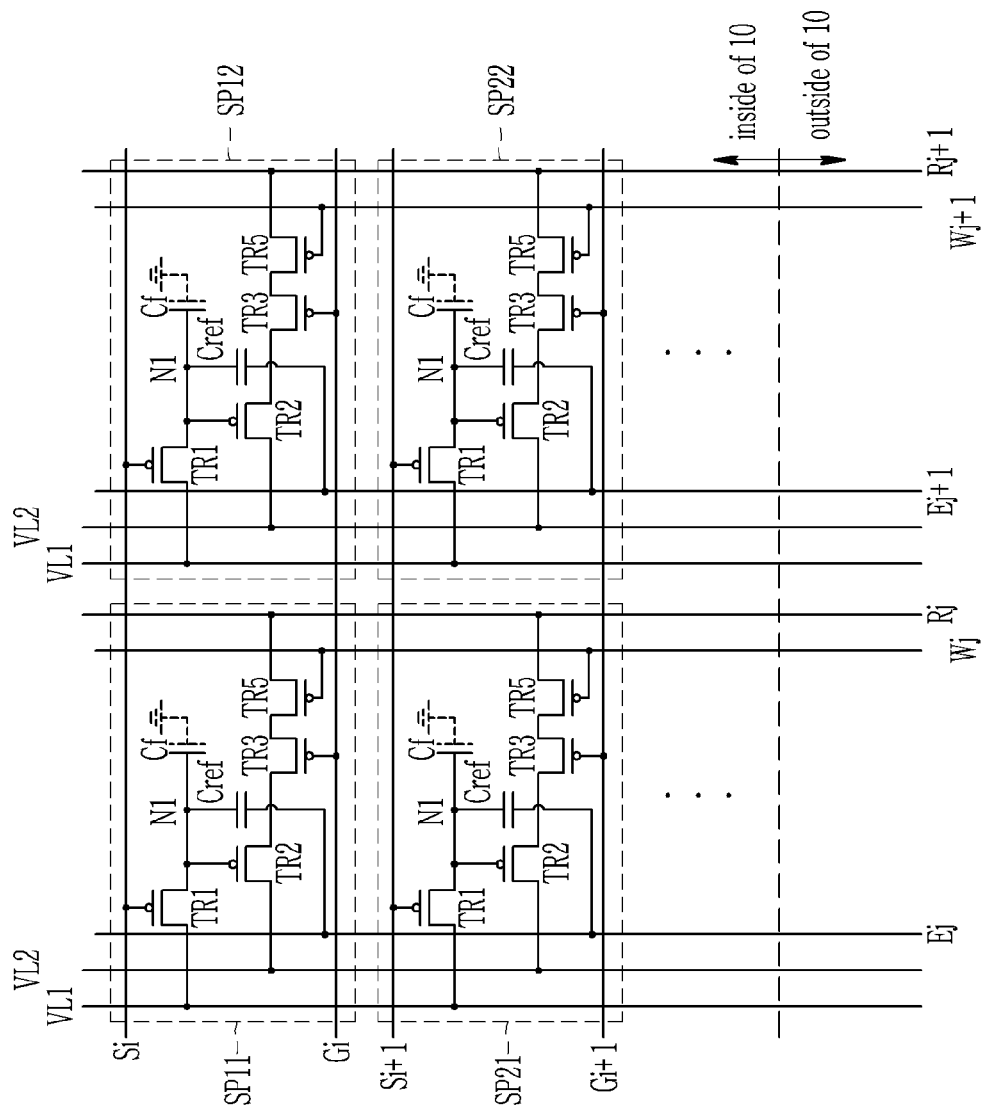 SP12
SP22
inside of 10
outside of 10
VL2
VL1
VL2
VL1
Si
SP11
Gi
Si+1
SP21
Gi+1
TR1
N1
Cf
Cref
TR2
TR3
TR5
TR1
N1
Cf
Cref
TR2
TR3
TR5
TR1
N1
Cf
Cref
TR2
TR3
TR5
TR1
N1
Cf
Cref
TR2
TR3
TR5
Ej
Wj
Rj
Ej+1
Wj+1
Rj+1